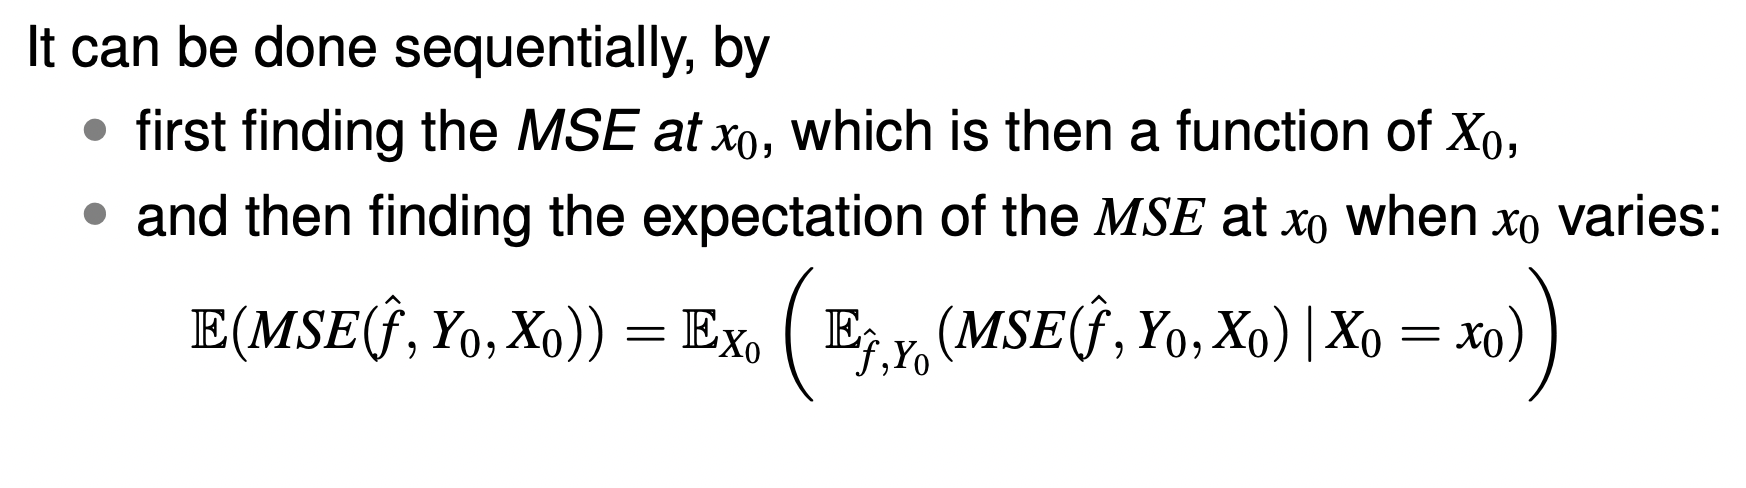 It can be done sequentially, by
• first finding the MSE at x₀, which is then a function of X₀,
• and then finding the expectation of the MSE at x₀ when x₀ varies:
𝔼(MSE(f̂, Y₀, X₀)) = 𝔼_{X₀} ( 𝔼_{f̂,Y₀}(MSE(f̂, Y₀, X₀) | X₀ = x₀) )